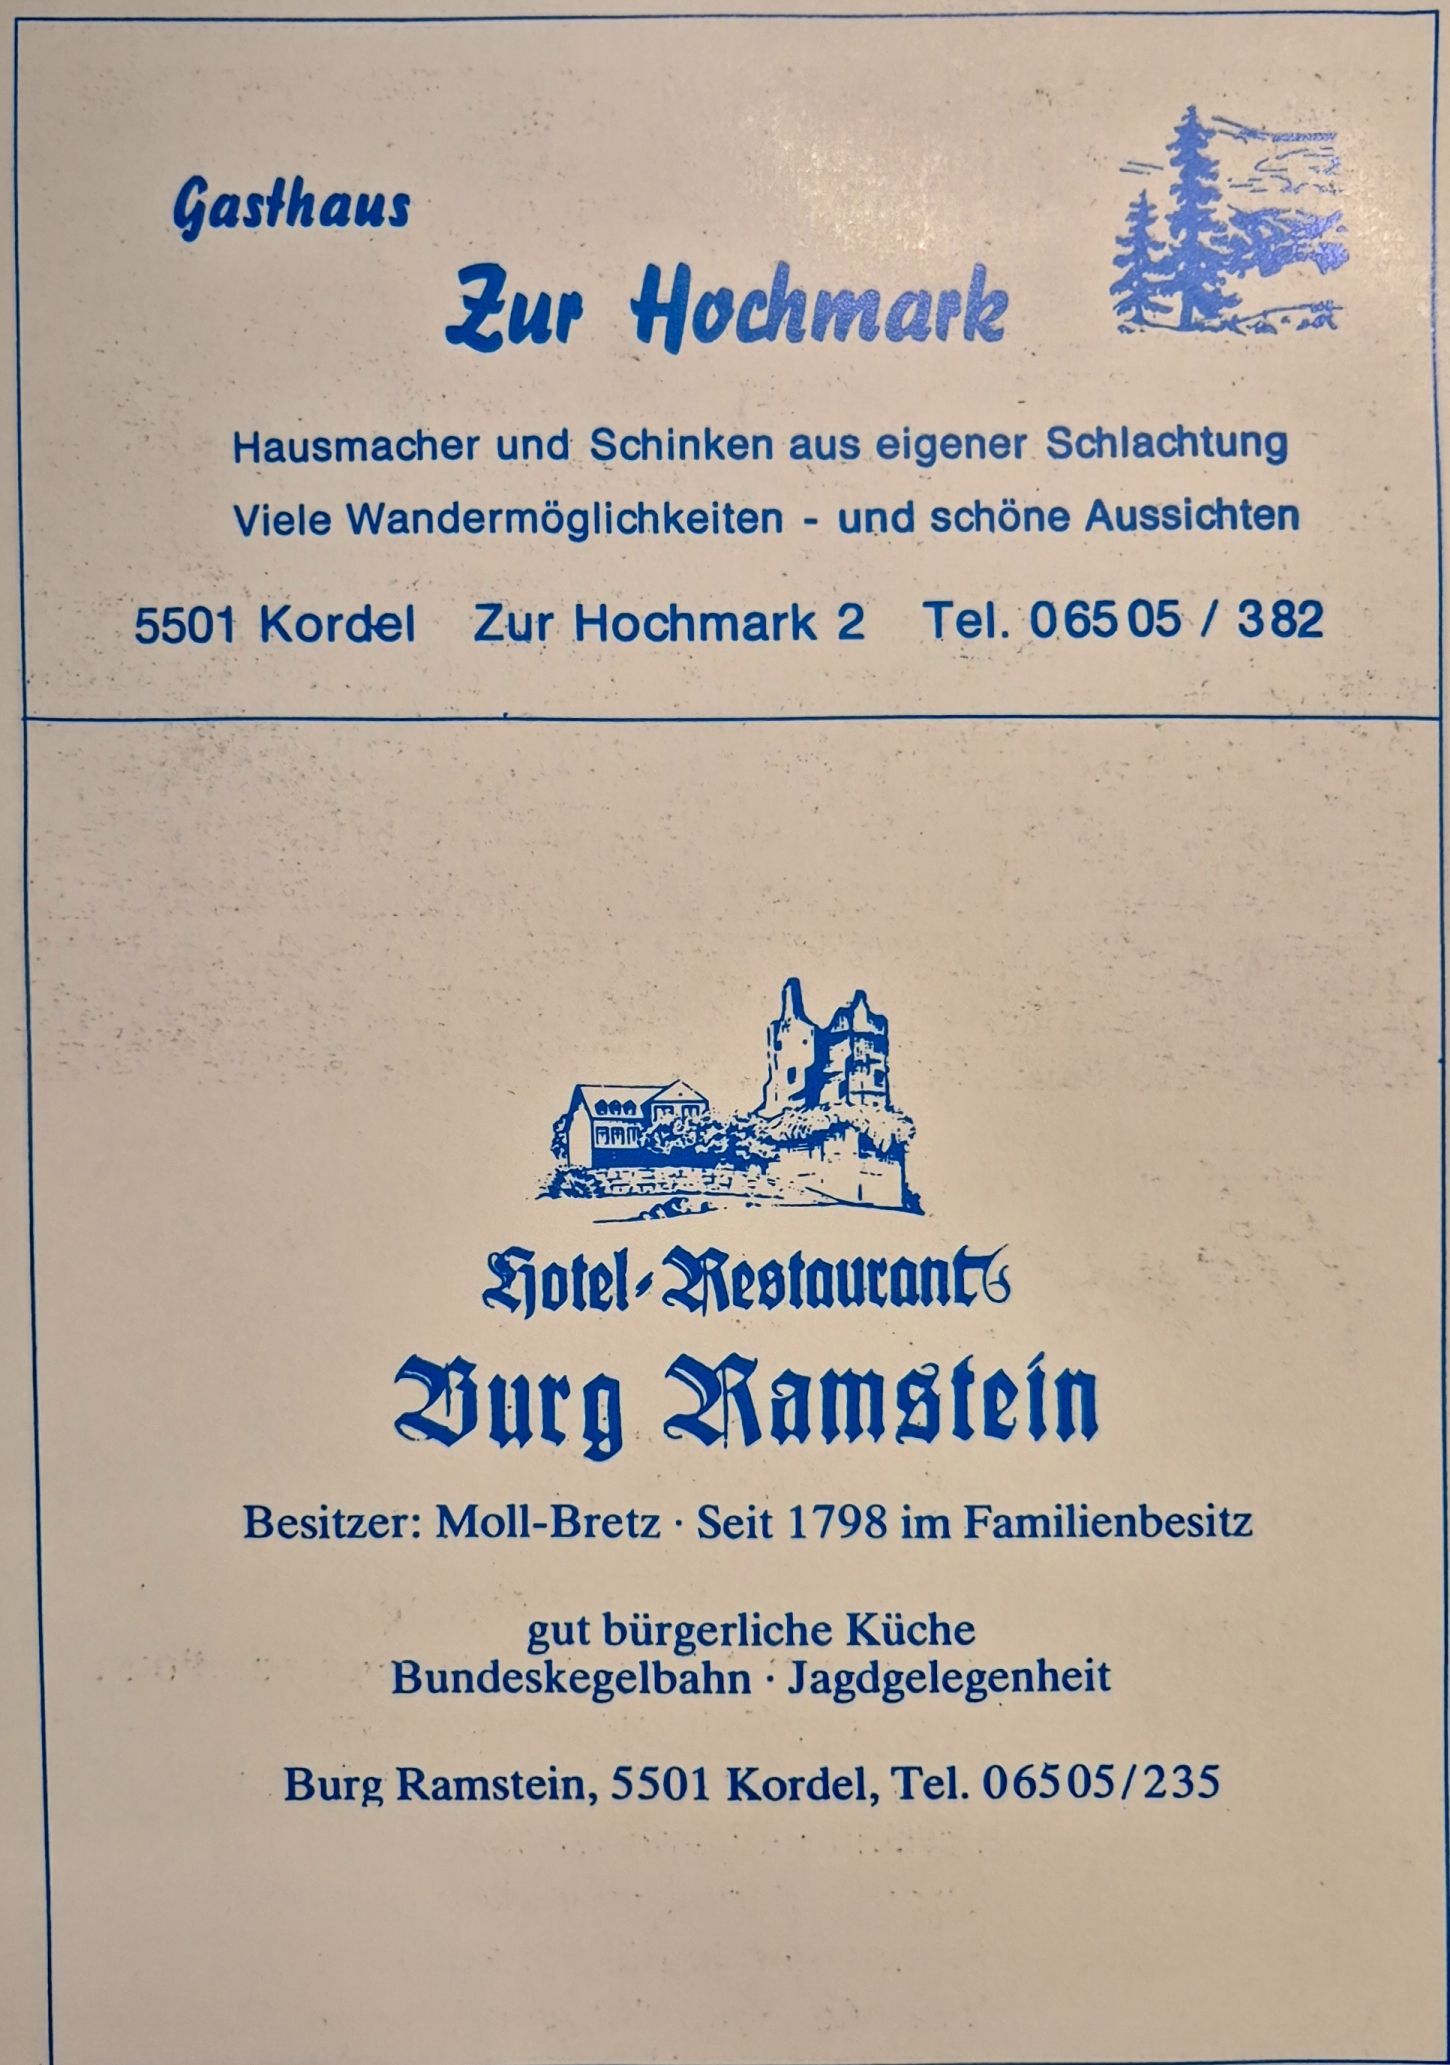 Gasthaus
Zur Hochmark
Hausmacher und Schinken aus eigener Schlachtung
Viele Wandermöglichkeiten - und schöne Aussichten
5501 Kordel Zur Hochmark 2 Tel. 06505 / 382
Hotel-Restaurant
Burg Ramstein
Besitzer: Moll-Bretz · Seit 1798 im Familienbesitz
gut bürgerliche Küche
Bundeskegelbahn · Jagdgelegenheit
Burg Ramstein, 5501 Kordel, Tel. 06505/235